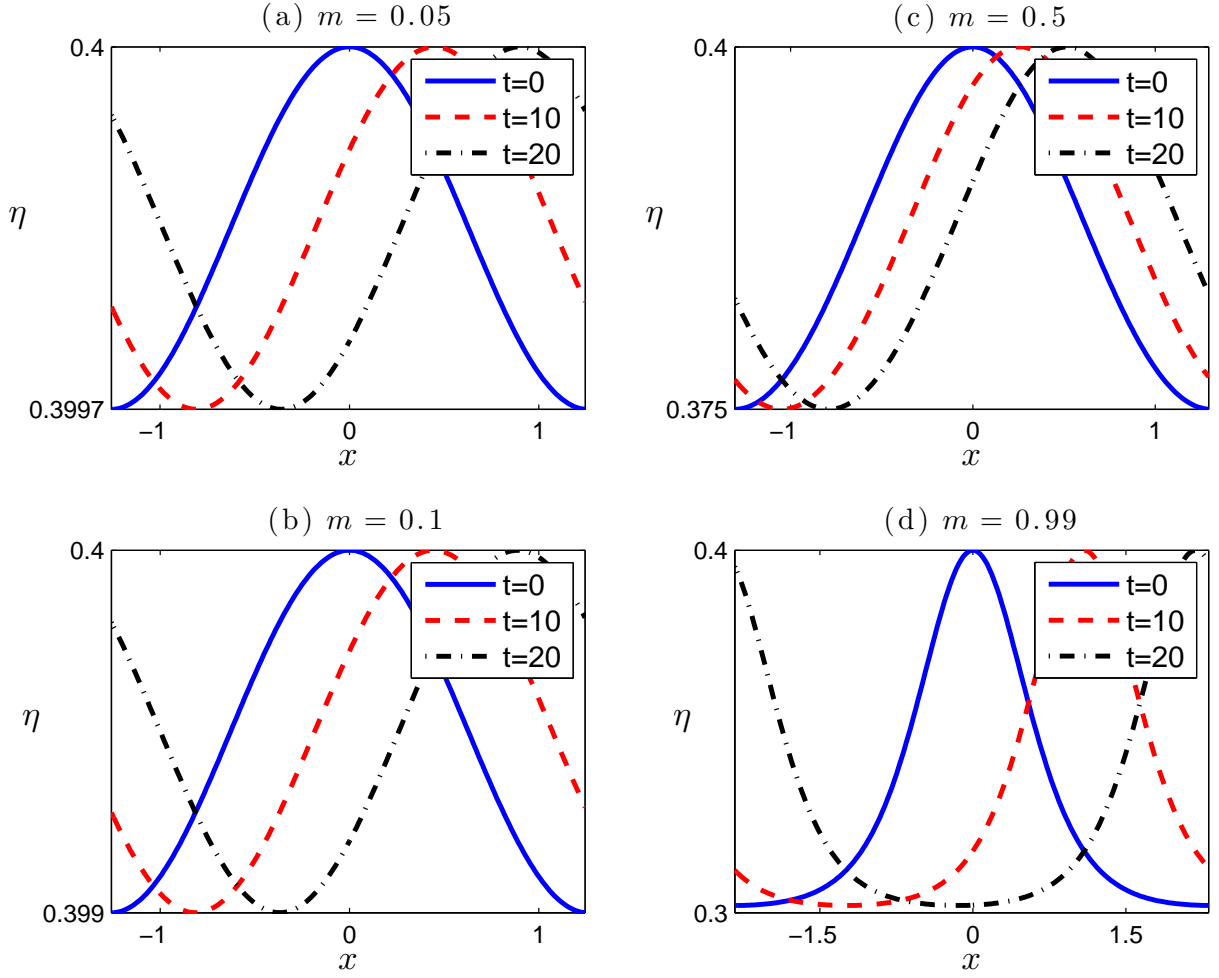 (a) m = 0.05
0.4
t=0
t=10
t=20
η
0.3997
−1 0 1
x
(c) m = 0.5
0.4
t=0
t=10
t=20
η
0.375
−1 0 1
x
(b) m = 0.1
0.4
t=0
t=10
t=20
η
0.399
−1 0 1
x
(d) m = 0.99
0.4
t=0
t=10
t=20
η
0.3
−1.5 0 1.5
x